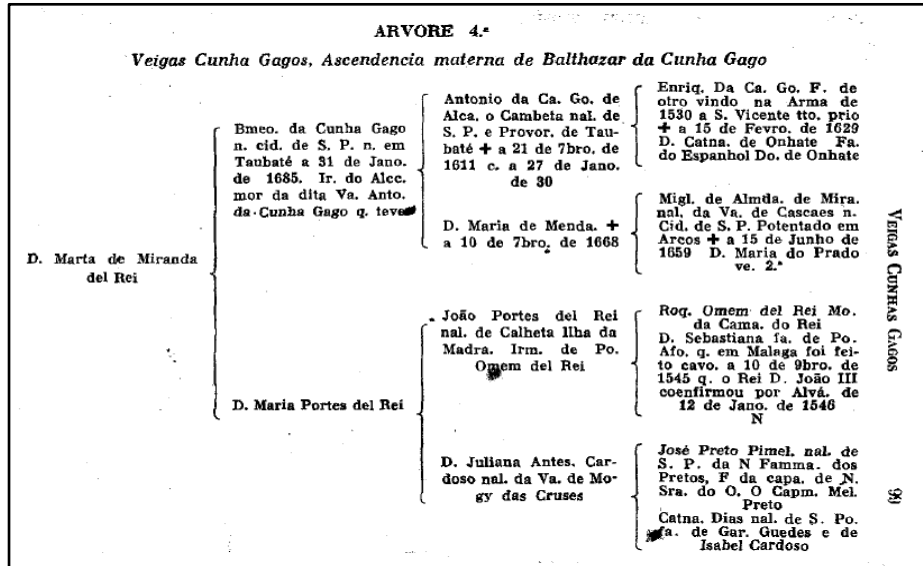 ARVORE 4.ª
Veigas Cunha Gagos, Ascendencia materna de Balthazar da Cunha Gago
D. Marta de Miranda
del Rei
Bmeo. da Cunha Gago
n. cid. de S. P. n. em
Taubaté a 31 de Jano.
de 1685. Ir. do Alcc.
mor da dita Va. Anto.
da Cunha Gago q. teve
D. Maria Portes del Rei
Antonio da Ca. Go. de
Alca. o Cambeta nal. de
S. P. e Provor. de Tau-
baté + a 21 de 7bro. de
1611 c. a 27 de Jano.
de 30
D. Maria de Menda. +
a 10 de 7bro. de 1668
João Portes del Rei
nal. de Calheta Ilha da
Madra. Irm. de Po.
Omem del Rei
D. Juliana Antes. Car-
doso nal. da Va. de Mo-
gy das Cruses
Enriq. Da Ca. Go. F. de
otro vindo na Arma de
1530 a S. Vicente tto. prio
+ a 15 de Fevro. de 1629
D. Catna. de Onhate Fa.
do Espanhol Do. de Onhate
Migl. de Almda. de Mira.
nal. da Va. de Cascaes n.
Cid. de S. P. Potentado em
Arcos + a 15 de Junho de
1659 D. Maria do Prado
ve. 2.ª
Roq. Omem del Rei Mo.
da Cama. do Rei
D. Sebastiana fa. de Po.
Afo. q. em Malaga foi fei-
to cavo. a 10 de 9bro. de
1545 q. o Rei D. João III
coenfirmou por Alvá. de
12 de Jano. de 1546
N
José Preto Pimel. nal. de
S. P. da N Famma. dos
Pretos, F da capa. de N.
Sra. do O. O Capm. Mel.
Preto
Catna. Dias nal. de S. Po.
fa. de Gar. Guedes e de
Isabel Cardoso
VEIGAS CUNHAS GAGOS
99